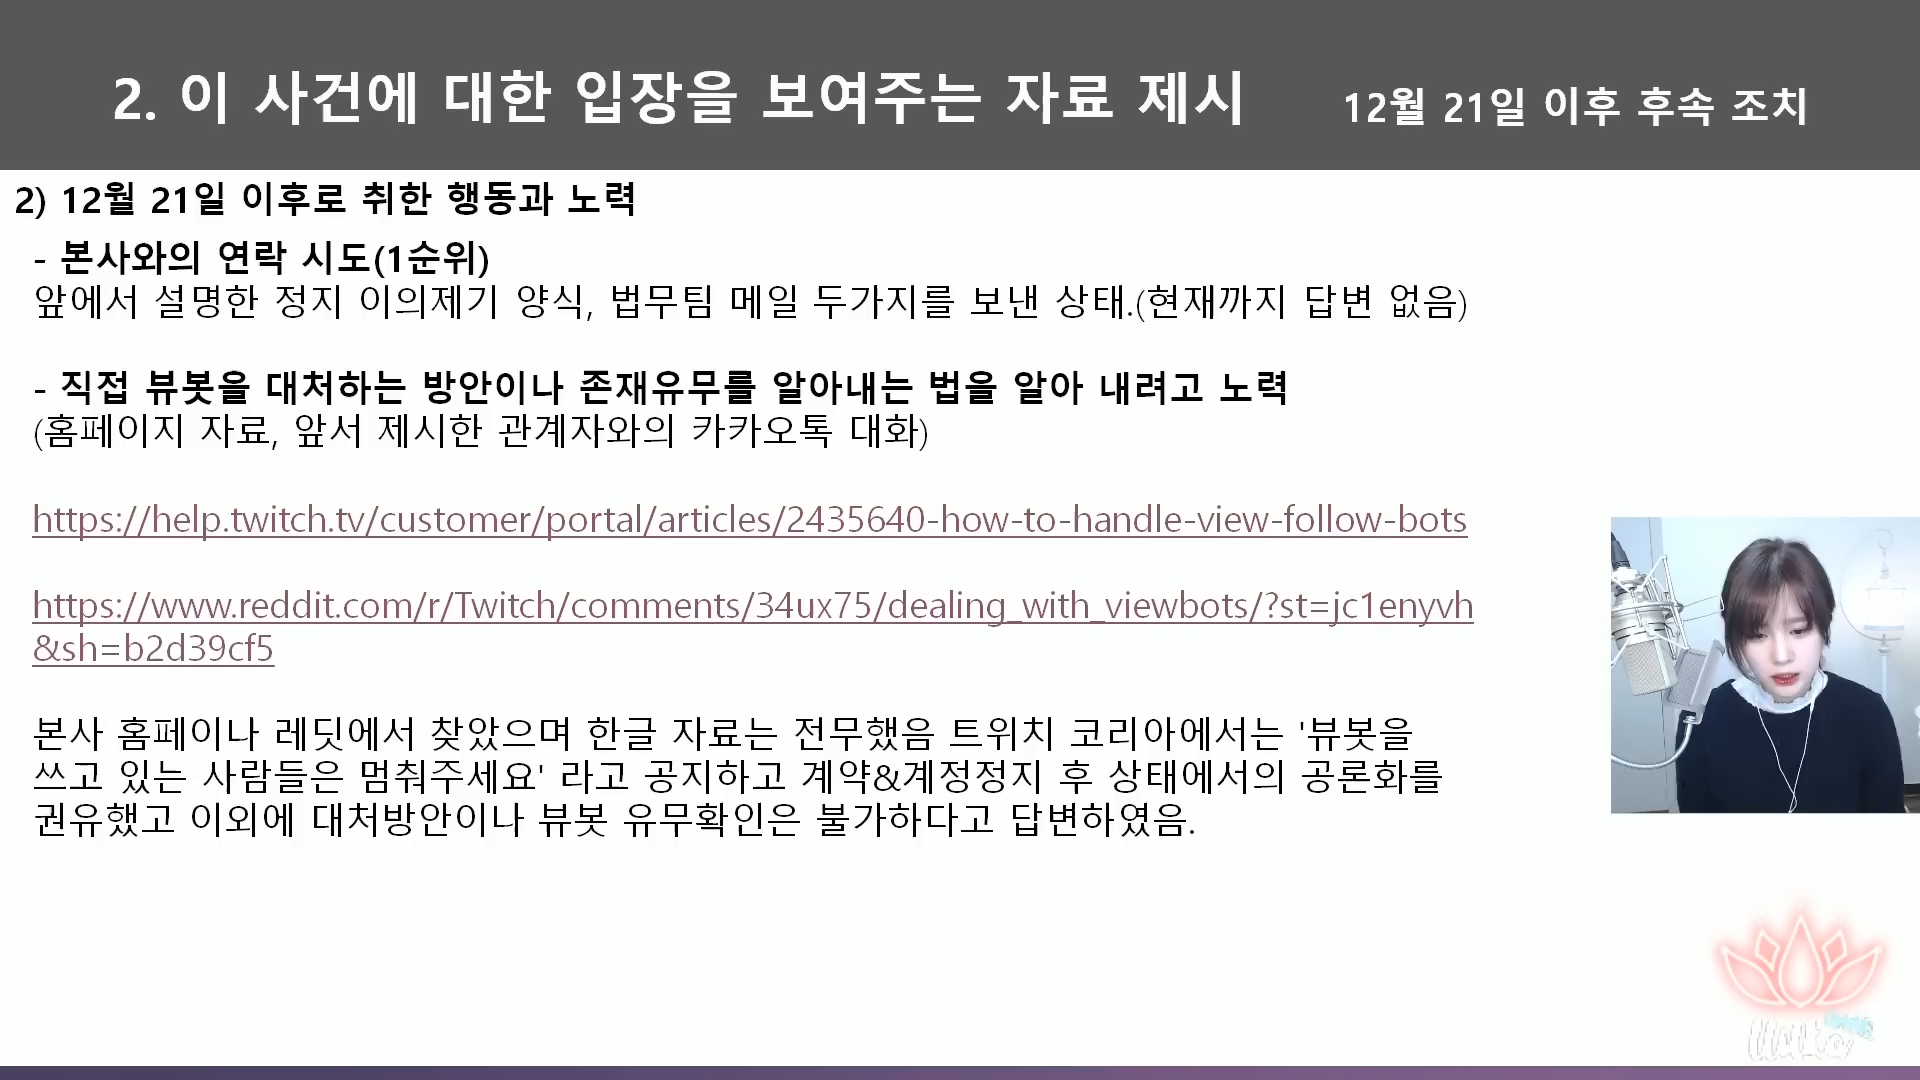 2. 이 사건에 대한 입장을 보여주는 자료 제시
12월 21일 이후 후속 조치
2) 12월 21일 이후로 취한 행동과 노력
- 본사와의 연락 시도(1순위)
앞에서 설명한 정지 이의제기 양식, 법무팀 메일 두가지를 보낸 상태.(현재까지 답변 없음)
- 직접 뷰봇을 대처하는 방안이나 존재유무를 알아내는 법을 알아 내려고 노력
(홈페이지 자료, 앞서 제시한 관계자와의 카카오톡 대화)
https://help.twitch.tv/customer/portal/articles/2435640-how-to-handle-view-follow-bots
https://www.reddit.com/r/Twitch/comments/34ux75/dealing_with_viewbots/?st=jc1enyvh
&sh=b2d39cf5
본사 홈페이나 레딧에서 찾았으며 한글 자료는 전무했음 트위치 코리아에서는 '뷰봇을
쓰고 있는 사람들은 멈춰주세요' 라고 공지하고 계약&계정정지 후 상태에서의 공론화를
권유했고 이외에 대처방안이나 뷰봇 유무확인은 불가하다고 답변하였음.